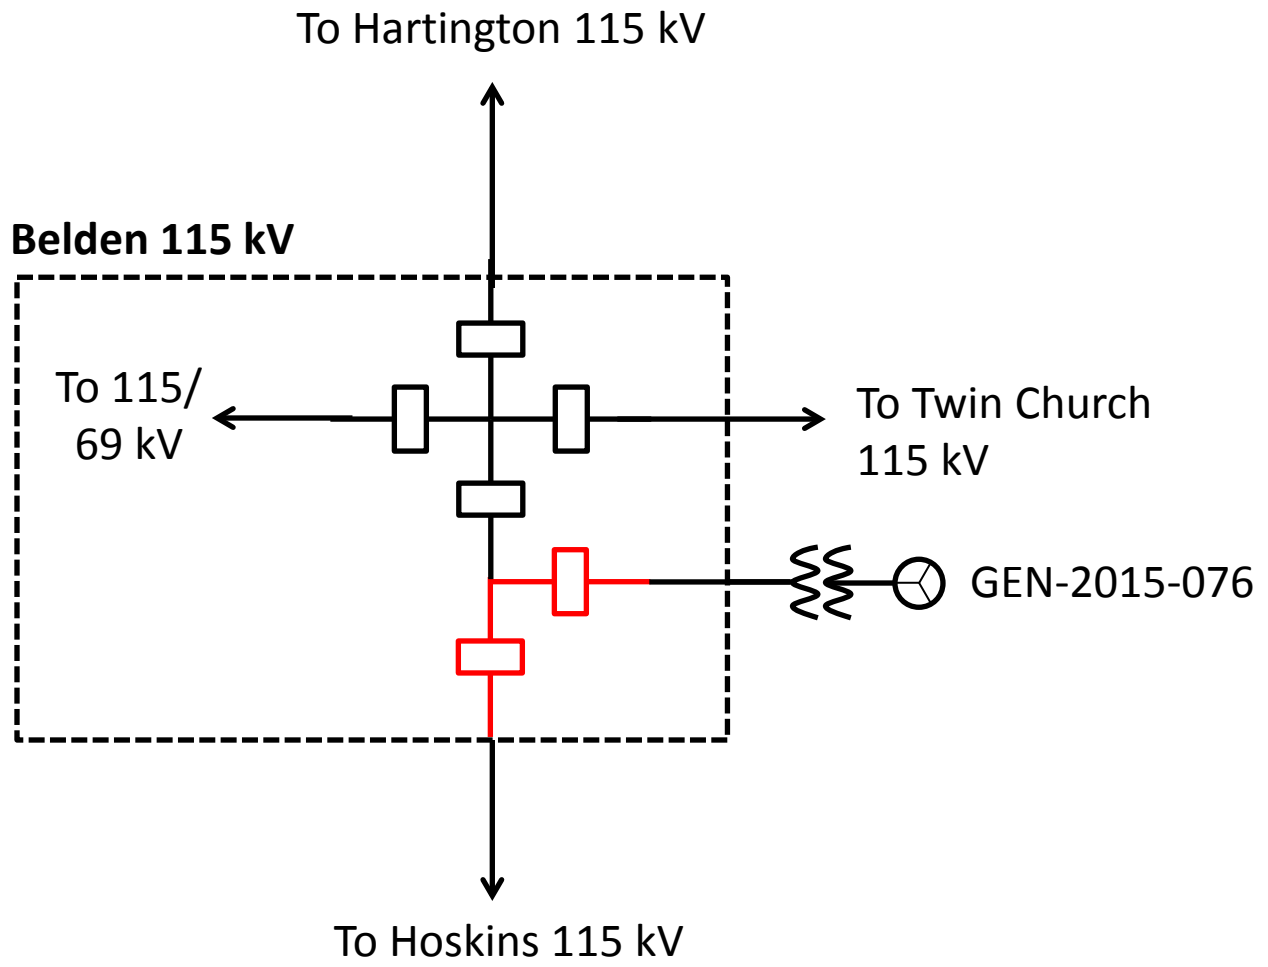 To Hartington 115 kV
Belden 115 kV
To 115/
69 kV
To Twin Church
115 kV
GEN-2015-076
To Hoskins 115 kV